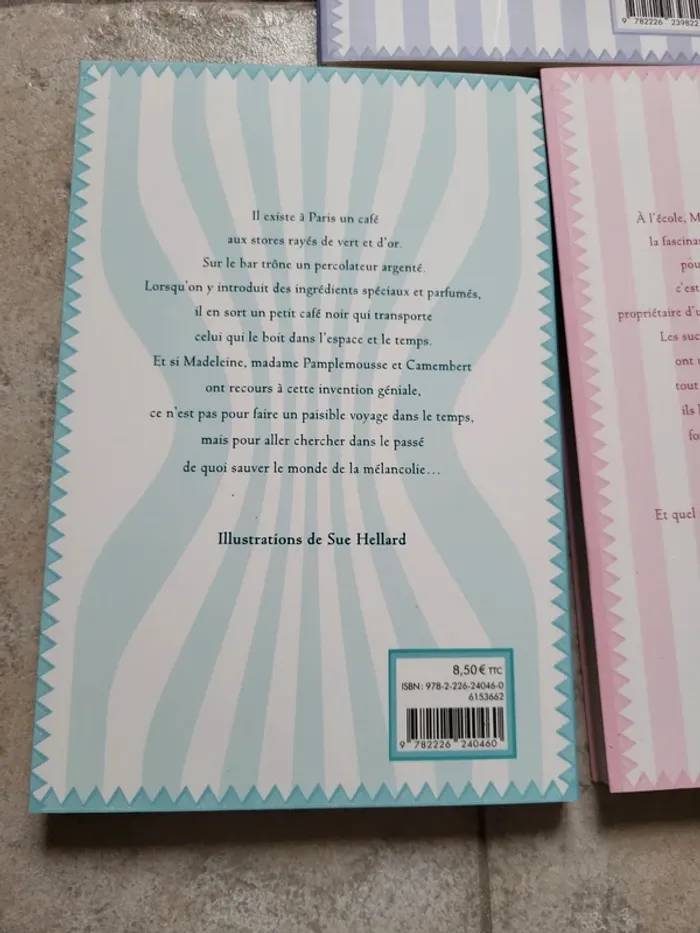 9 782226 239822
Il existe à Paris un café
aux stores rayés de vert et d'or.
Sur le bar trône un percolateur argenté.
Lorsqu'on y introduit des ingrédients spéciaux et parfumés,
il en sort un petit café noir qui transporte
celui qui le boit dans l'espace et le temps.
Et si Madeleine, madame Pamplemousse et Camembert
ont recours à cette invention géniale,
ce n'est pas pour faire un paisible voyage dans le temps,
mais pour aller chercher dans le passé
de quoi sauver le monde de la mélancolie...
Illustrations de Sue Hellard
8,50 € TTC
ISBN : 978-2-226-24046-0
6153662
9 782226 240460
À l'école, M
la fascina
pou
c'est
propriétaire d'u
Les suc
ont
tout
ils
fo
Et quel